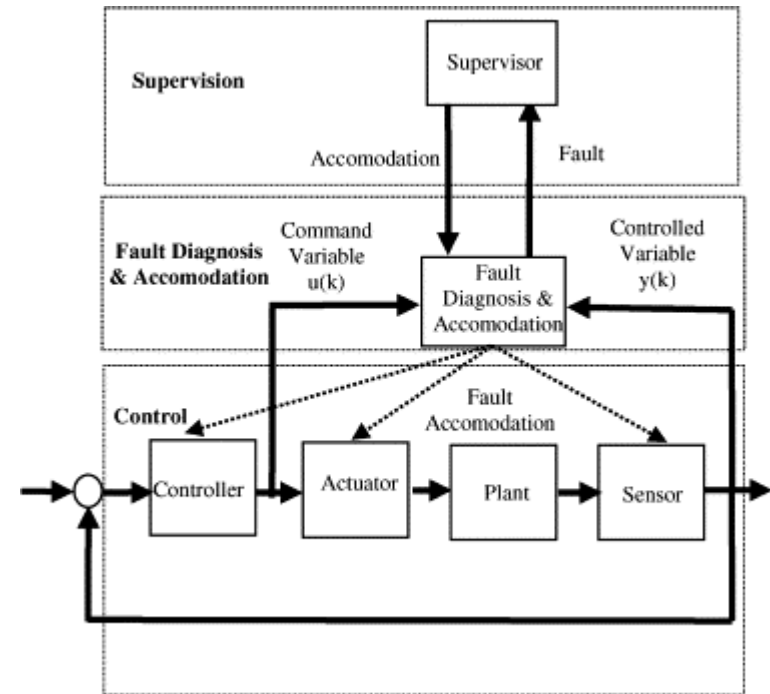 Supervisor
Supervision
Accomodation
Fault
Command
Variable
u(k)
Controlled
Variable
y(k)
Fault Diagnosis
& Accomodation
Fault
Diagnosis &
Accomodation
Control
Fault
Accomodation
Controller
Actuator
Plant
Sensor